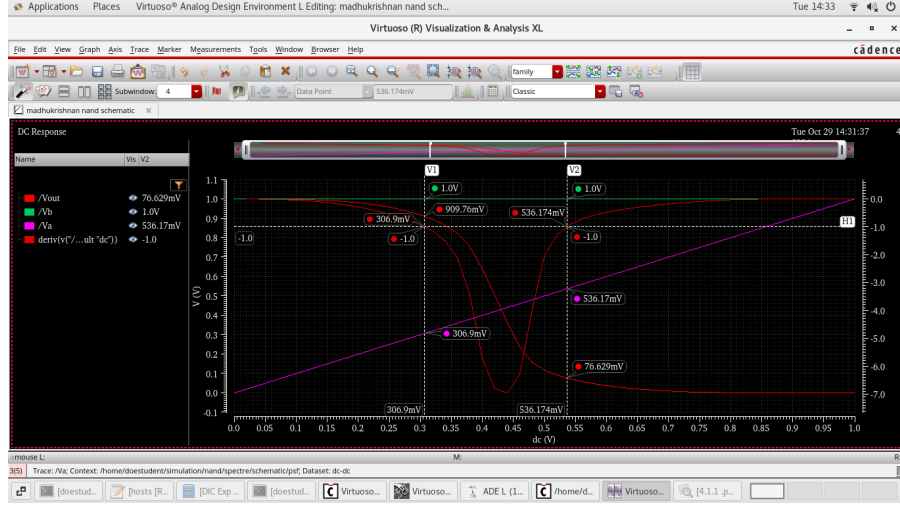 Applications Places Virtuoso® Analog Design Environment L Editing: madhukrishnan nand sch... Tue 14:33
Virtuoso (R) Visualization & Analysis XL
File Edit View Graph Axis Trace Marker Measurements Tools Window Browser Help cādence
family
Subwindow: 4 Data Point 536.174mV Classic
madhukrishnan nand schematic
DC Response Tue Oct 29 14:31:37 4
Name Vis V2
/Vout 76.629mV
/Vb 1.0V
/Va 536.17mV
deriv(v("/...ult "dc")) -1.0
V1 V2
1.1
1.0 1.0V 1.0V 0.0
0.9 306.9mV 909.76mV 536.174mV H1
0.8 -1.0 -1.0 -1.0 -1.0
0.7 -2.0
0.6 -3.0
V (V)
0.5 536.17mV
0.4 -4.0
0.3 306.9mV -5.0
0.2 -6.0
0.1 76.629mV
0.0 -7.0
-0.1 306.9mV 536.174mV
0.0 0.05 0.1 0.15 0.2 0.25 0.3 0.35 0.4 0.45 0.5 0.55 0.6 0.65 0.7 0.75 0.8 0.85 0.9 0.95 1.0
dc (V)
mouse L: M: R
3(5) Trace: /Va; Context: /home/doestudent/simulation/nand/spectre/schematic/psf; Dataset: dc-dc
[doestud... [hosts [R... [DIC Exp ... [doestud... Virtuoso... Virtuoso... ADE L (1... /home/d... Virtuoso... [4.1.1 .p...